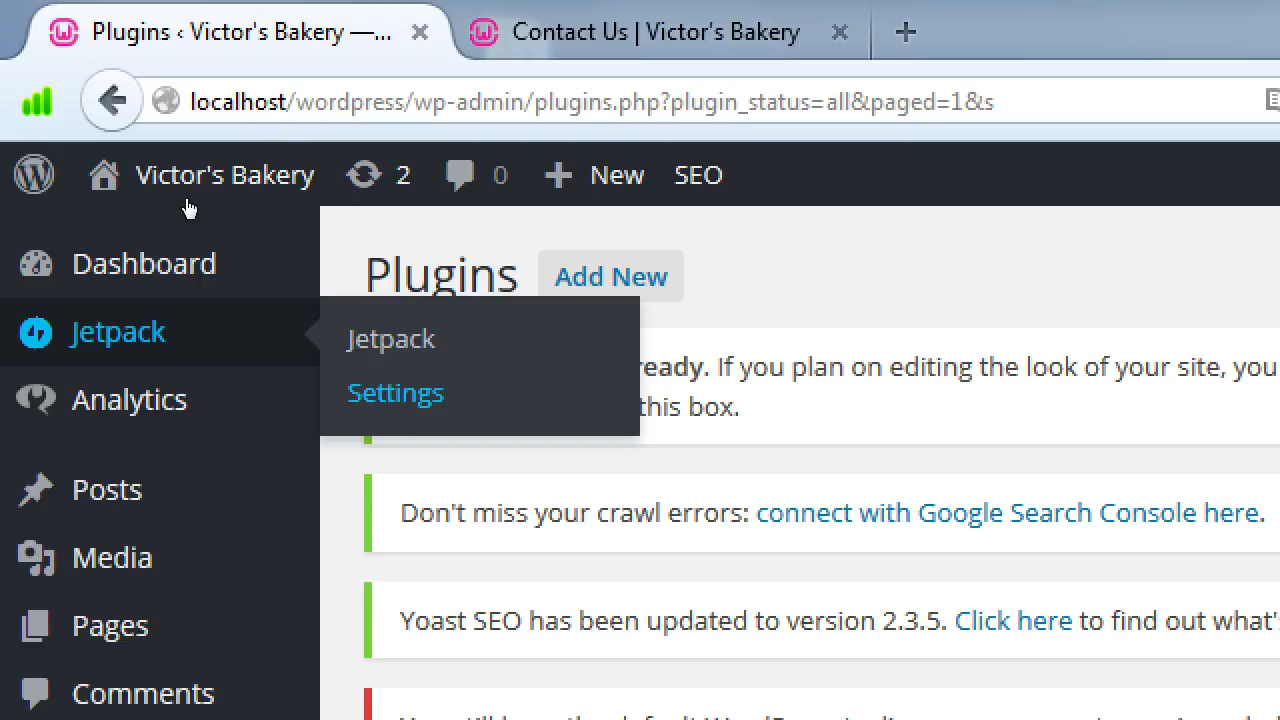 Plugins ‹ Victor's Bakery —...
Contact Us | Victor's Bakery
localhost/wordpress/wp-admin/plugins.php?plugin_status=all&paged=1&s
Victor's Bakery 2 0 + New SEO
Dashboard
Jetpack
Analytics
Posts
Media
Pages
Comments
Plugins Add New
Jetpack
Settings
ready. If you plan on editing the look of your site, you
this box.
Don't miss your crawl errors: connect with Google Search Console here.
Yoast SEO has been updated to version 2.3.5. Click here to find out what's